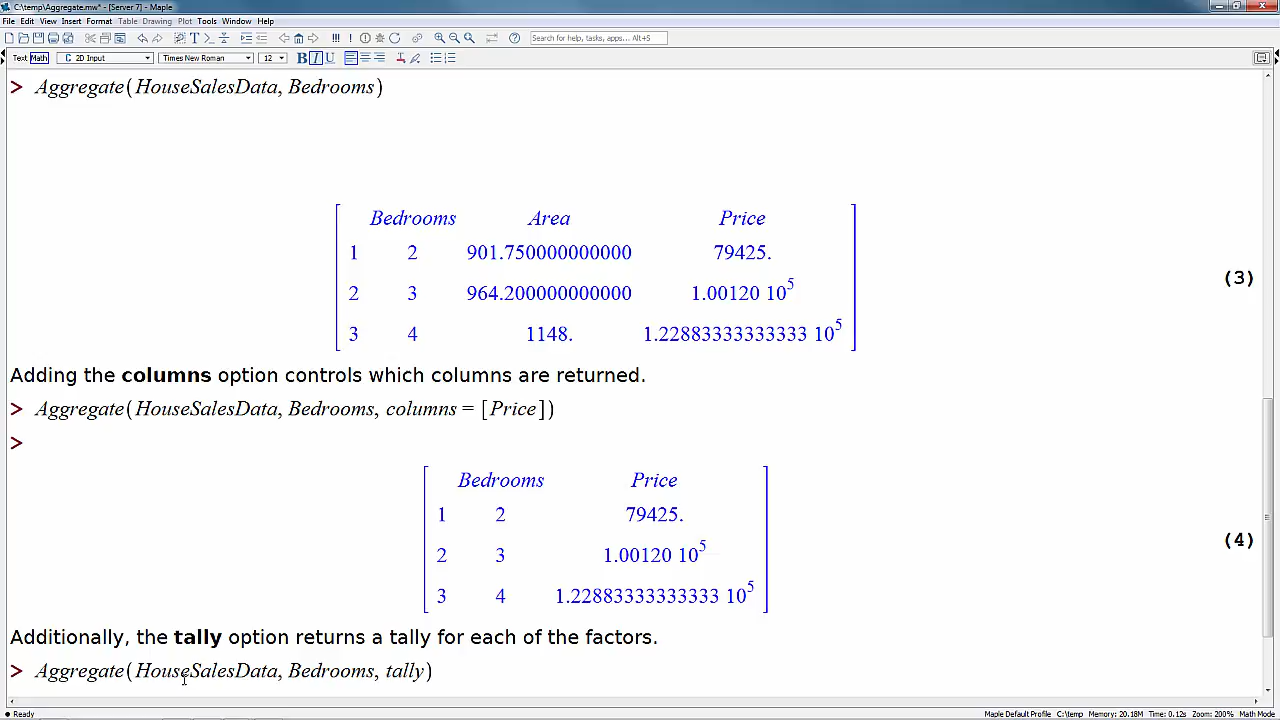 C:\temp\Aggregate.mw* - [Server 7] - Maple
File Edit View Insert Format Table Drawing Plot Tools Window Help
Search for help, tasks, apps... Alt+S
Text Math 2D Input Times New Roman 12 B I U
> Aggregate(HouseSalesData, Bedrooms)
Bedrooms Area Price
1 2 901.750000000000 79425.
2 3 964.200000000000 1.00120 10^5
3 4 1148. 1.22883333333333 10^5
(3)
Adding the columns option controls which columns are returned.
> Aggregate(HouseSalesData, Bedrooms, columns = [Price])
>
Bedrooms Price
1 2 79425.
2 3 1.00120 10^5
3 4 1.22883333333333 10^5
(4)
Additionally, the tally option returns a tally for each of the factors.
> Aggregate(HouseSalesData, Bedrooms, tally)
Ready Maple Default Profile C:\temp Memory: 20.18M Time: 0.12s Zoom: 200% Math Mode